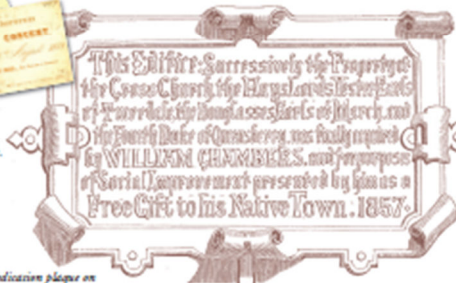 CONCERT.
This Edifice Successively the Property of
the Cross Church, the Hays Lords Yester Earls
of Tweeddale, the Douglasses Earls of March, and
the Fourth Duke of Queensberry, was finally acquired
by WILLIAM CHAMBERS, and for purposes
of Social Improvement presented by him as a
Free Gift to his Native Town: 1857.
dedication plaque on